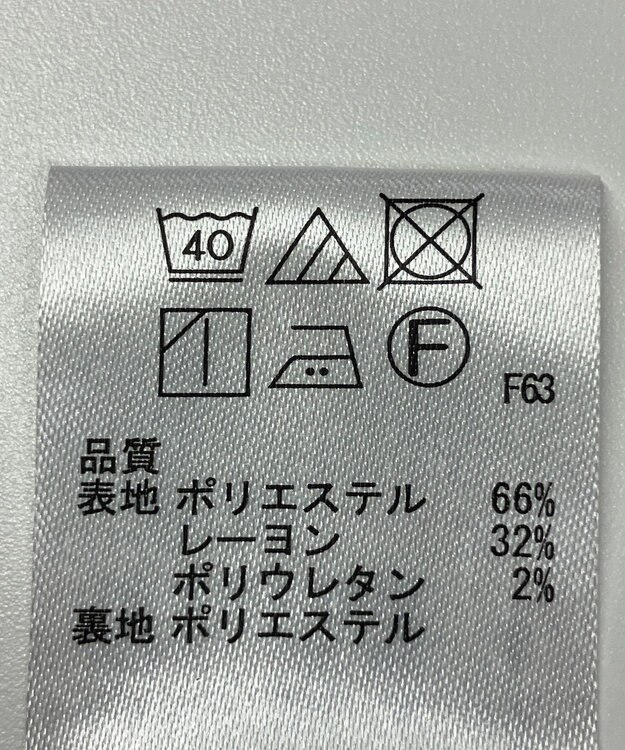 40
F
F63
品質
表地 ポリエステル 66%
レーヨン 32%
ポリウレタン 2%
裏地 ポリエステル